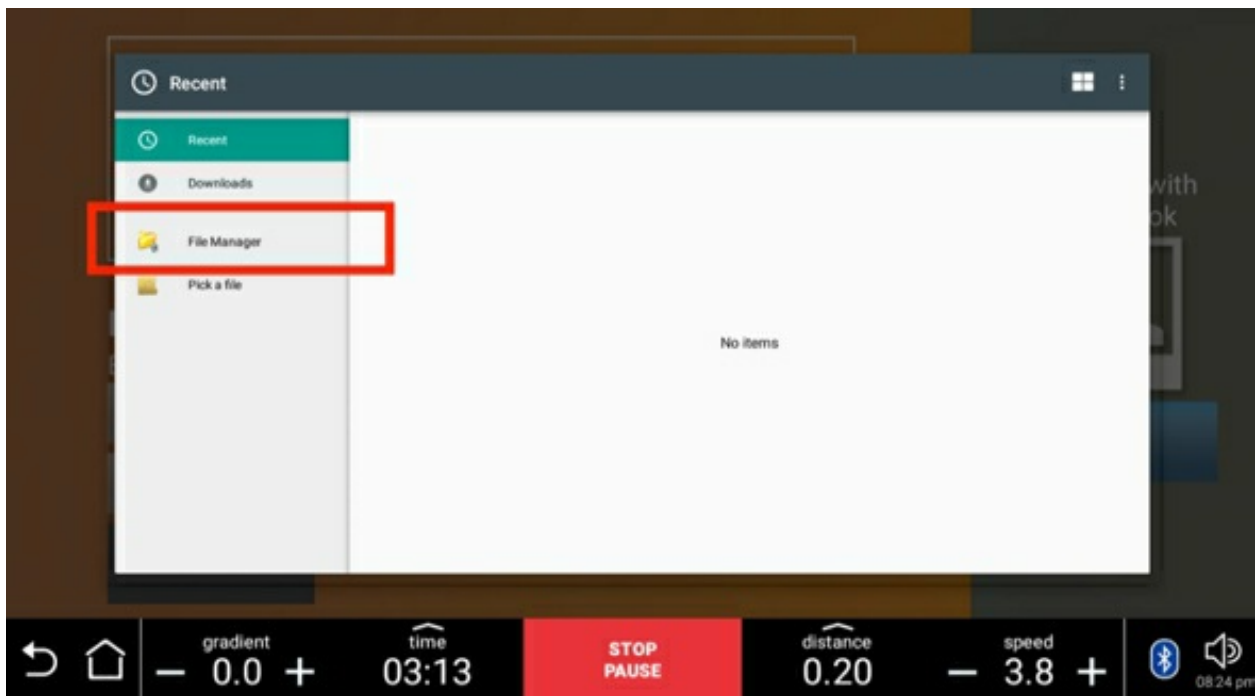 Recent
Recent
Downloads
File Manager
Pick a file
No items
with
ok
gradient
0.0
time
03:13
STOP
PAUSE
distance
0.20
speed
3.8
08:24 pm